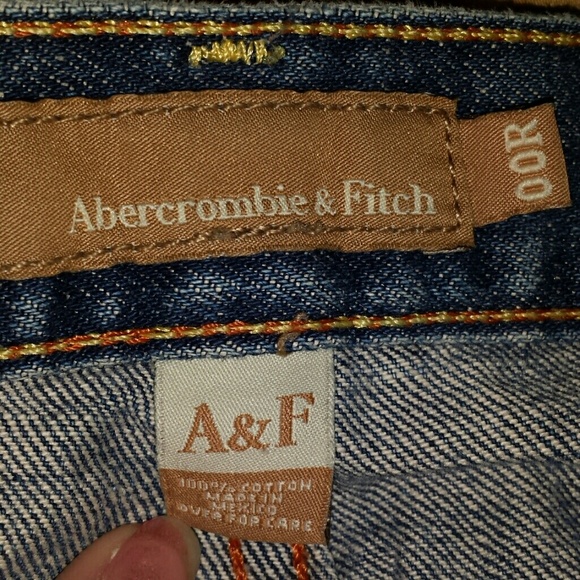 Abercrombie & Fitch
00R
A&F
100% COTTON
MADE IN
MEXICO
OVER FOR CARE